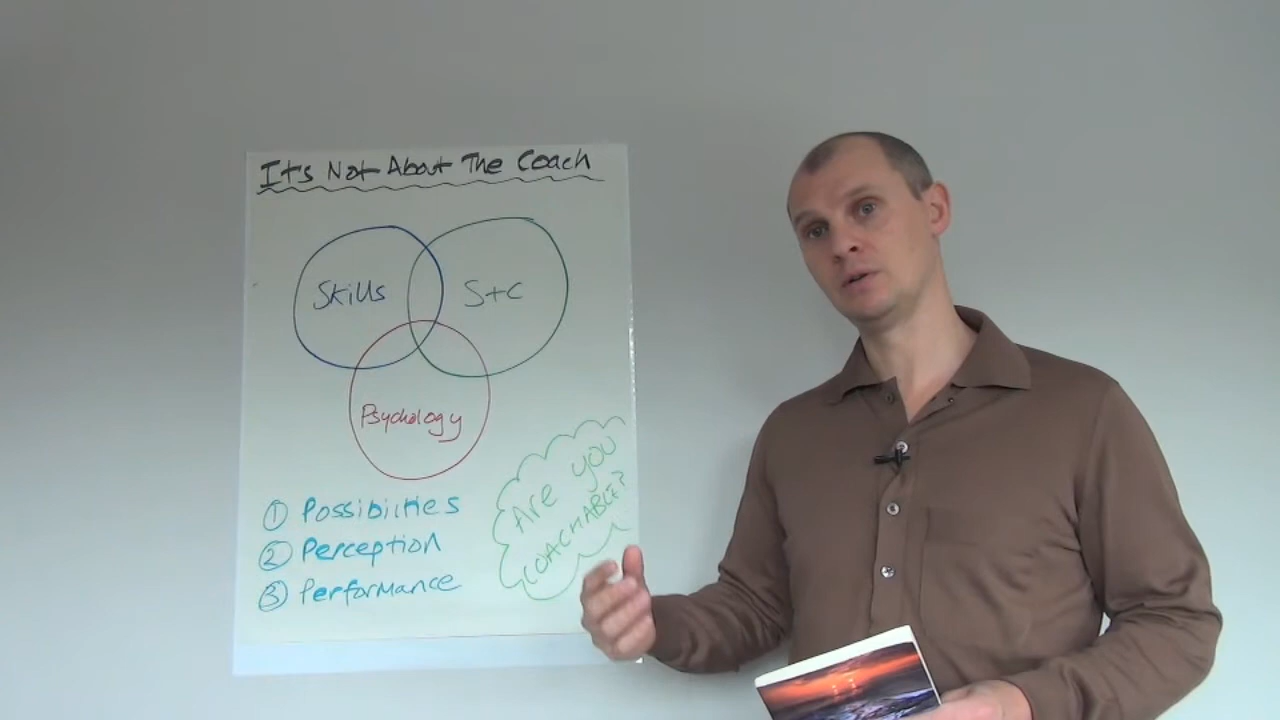 It's Not About The Coach
Skills
S+C
Psychology
① Possibilities
② Perception
③ Performance
Are you
COACHABLE?